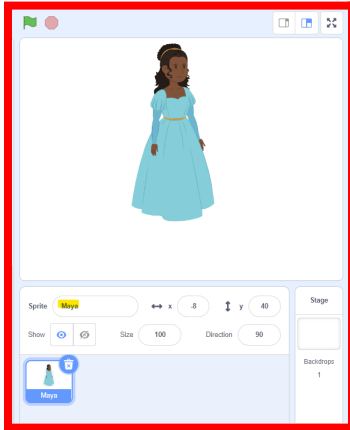 Sprite Maya x -8 y 40
Stage
Show Size 100 Direction 90
Backdrops
1
Maya